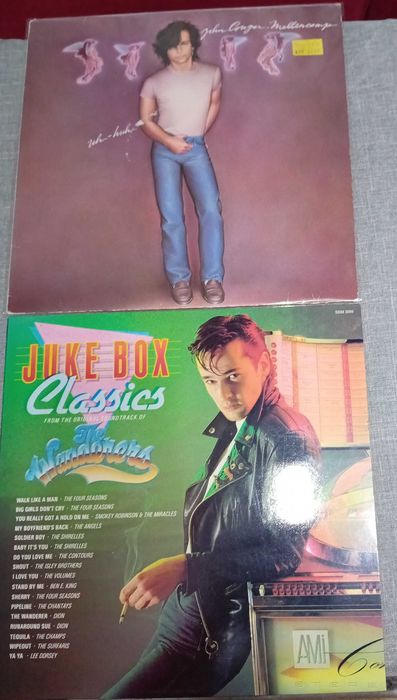 John Cougar Mellencamp
uh-huh
SSSM 3009
JUKE BOX
Classics
FROM THE ORIGINAL SOUNDTRACK OF
The Wanderers
WALK LIKE A MAN - THE FOUR SEASONS
BIG GIRLS DON'T CRY - THE FOUR SEASONS
YOU REALLY GOT A HOLD ON ME - SMOKEY ROBINSON & THE MIRACLES
MY BOYFRIEND'S BACK - THE ANGELS
SOLDIER BOY - THE SHIRELLES
BABY IT'S YOU - THE SHIRELLES
DO YOU LOVE ME - THE CONTOURS
SHOUT - THE ISLEY BROTHERS
I LOVE YOU - THE VOLUMES
STAND BY ME - BEN E. KING
SHERRY - THE FOUR SEASONS
PIPELINE - THE CHANTAYS
THE WANDERER - DION
RUNAROUND SUE - DION
TEQUILA - THE CHAMPS
WIPEOUT - THE SURFARIS
YA YA - LEE DORSEY
AMi
STEREO